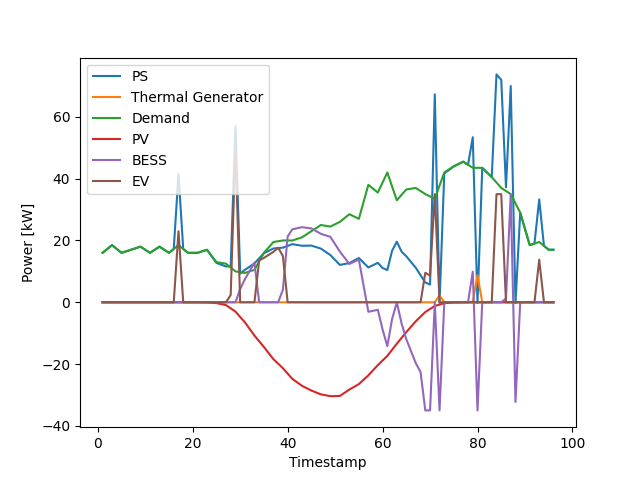 PS
Thermal Generator
Demand
PV
BESS
EV
Power [kW]
60
40
20
0
−20
−40
0 20 40 60 80 100
Timestamp